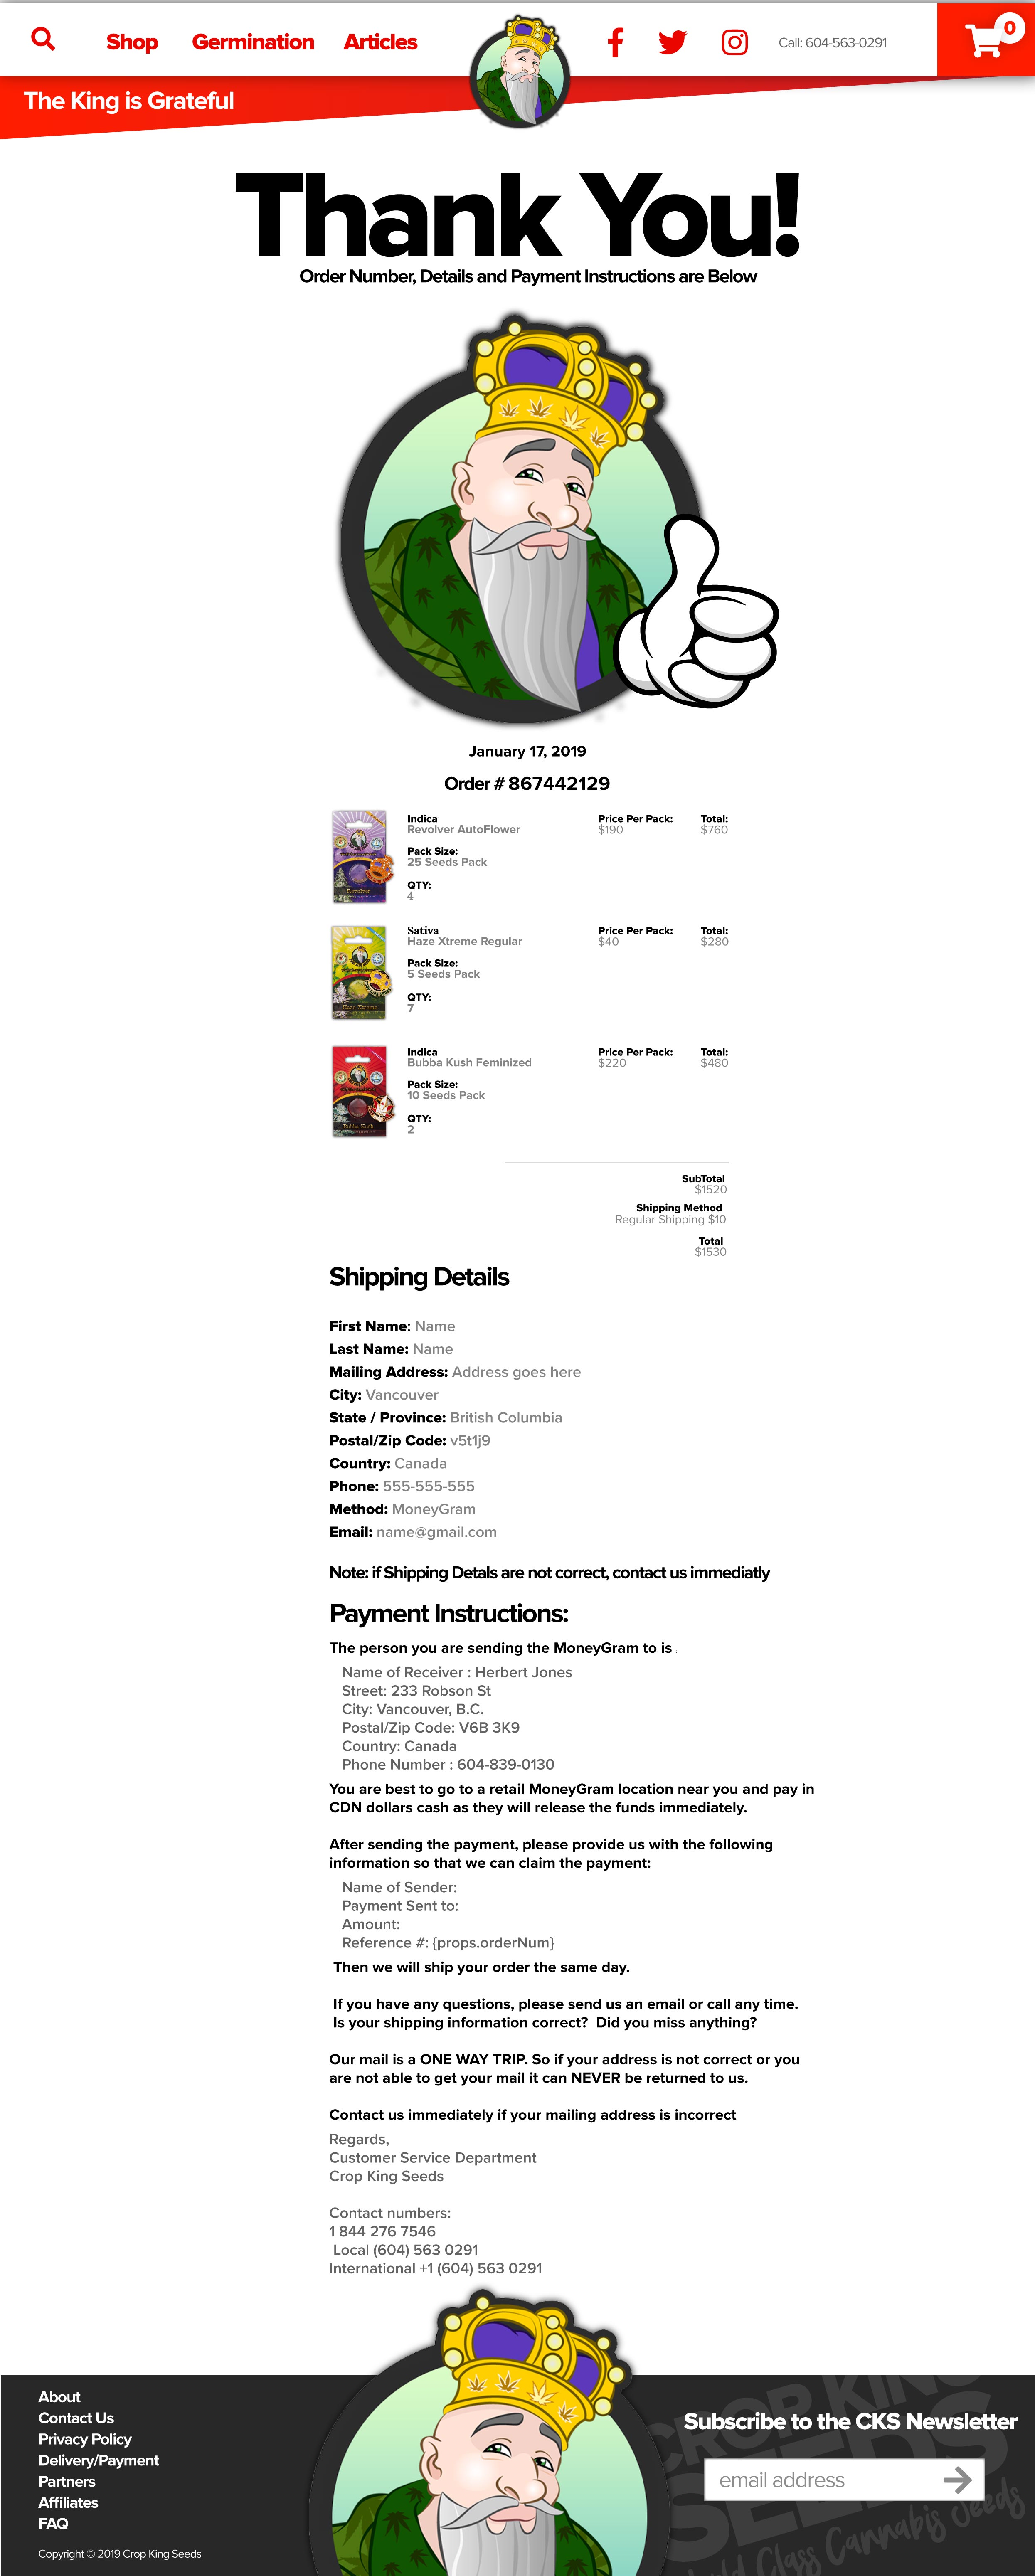 Shop Germination Articles Call: 604-563-0291 0
The King is Grateful
Thank You!
Order Number, Details and Payment Instructions are Below
January 17, 2019
Order # 867442129
Indica Price Per Pack: Total:
Revolver AutoFlower $190 $760
Pack Size:
25 Seeds Pack
QTY:
4
Revolver
Sativa Price Per Pack: Total:
Haze Xtreme Regular $40 $280
Pack Size:
5 Seeds Pack
QTY:
7
Haze Xtreme
Indica Price Per Pack: Total:
Bubba Kush Feminized $220 $480
Pack Size:
10 Seeds Pack
QTY:
2
Bubba Kush
SubTotal
$1520
Shipping Method
Regular Shipping $10
Total
$1530
Shipping Details
First Name: Name
Last Name: Name
Mailing Address: Address goes here
City: Vancouver
State / Province: British Columbia
Postal/Zip Code: v5t1j9
Country: Canada
Phone: 555-555-555
Method: MoneyGram
Email: name@gmail.com
Note: if Shipping Detals are not correct, contact us immediatly
Payment Instructions:
The person you are sending the MoneyGram to is
Name of Receiver : Herbert Jones
Street: 233 Robson St
City: Vancouver, B.C.
Postal/Zip Code: V6B 3K9
Country: Canada
Phone Number : 604-839-0130
You are best to go to a retail MoneyGram location near you and pay in
CDN dollars cash as they will release the funds immediately.
After sending the payment, please provide us with the following
information so that we can claim the payment:
Name of Sender:
Payment Sent to:
Amount:
Reference #: {props.orderNum}
Then we will ship your order the same day.
If you have any questions, please send us an email or call any time.
Is your shipping information correct? Did you miss anything?
Our mail is a ONE WAY TRIP. So if your address is not correct or you
are not able to get your mail it can NEVER be returned to us.
Contact us immediately if your mailing address is incorrect
Regards,
Customer Service Department
Crop King Seeds
Contact numbers:
1 844 276 7546
Local (604) 563 0291
International +1 (604) 563 0291
About
Contact Us
Privacy Policy
Delivery/Payment
Partners
Affiliates
FAQ
Copyright © 2019 Crop King Seeds
CROP KING
SEEDS
World Class Cannabis Seeds
Subscribe to the CKS Newsletter
email address